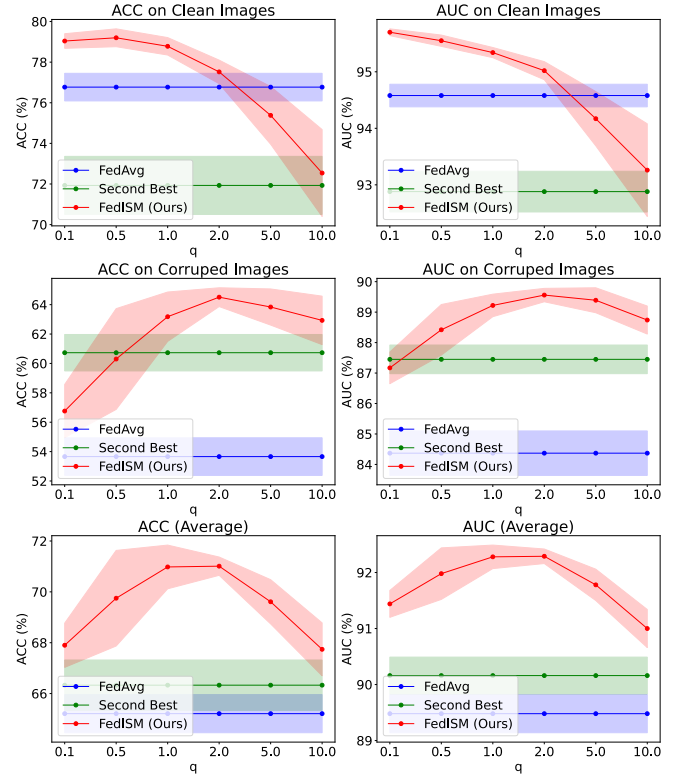 ACC on Clean Images
80
78
76
74
72
70
ACC (%)
FedAvg
Second Best
FedISM (Ours)
0.1 0.5 1.0 2.0 5.0 10.0
q
AUC on Clean Images
95
94
93
AUC (%)
FedAvg
Second Best
FedISM (Ours)
0.1 0.5 1.0 2.0 5.0 10.0
q
ACC on Corruped Images
64
62
60
58
56
54
52
ACC (%)
FedAvg
Second Best
FedISM (Ours)
0.1 0.5 1.0 2.0 5.0 10.0
q
AUC on Corruped Images
90
89
88
87
86
85
84
AUC (%)
FedAvg
Second Best
FedISM (Ours)
0.1 0.5 1.0 2.0 5.0 10.0
q
ACC (Average)
72
70
68
66
ACC (%)
FedAvg
Second Best
FedISM (Ours)
0.1 0.5 1.0 2.0 5.0 10.0
q
AUC (Average)
92
91
90
89
AUC (%)
FedAvg
Second Best
FedISM (Ours)
0.1 0.5 1.0 2.0 5.0 10.0
q